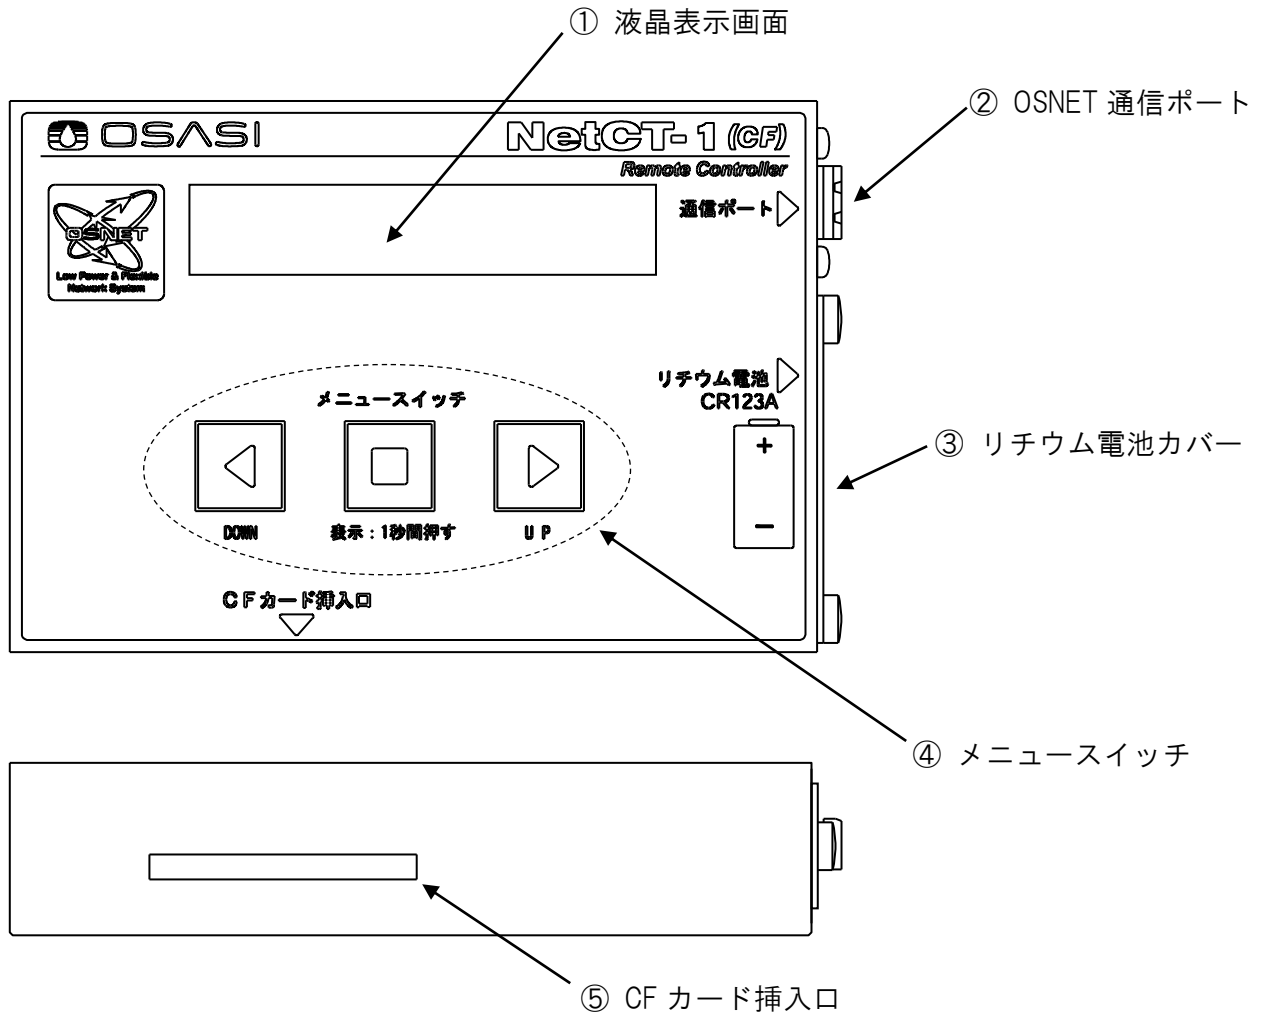 ① 液晶表示画面
② OSNET 通信ポート
OSASI
NetCT-1 (CF)
Remote Controller
通信ポート
OSNET
Low Power & Flexible
Network System
リチウム電池
CR123A
+
−
③ リチウム電池カバー
メニュースイッチ
DOWN
表示：1秒間押す
UP
CFカード挿入口
④ メニュースイッチ
⑤ CF カード挿入口